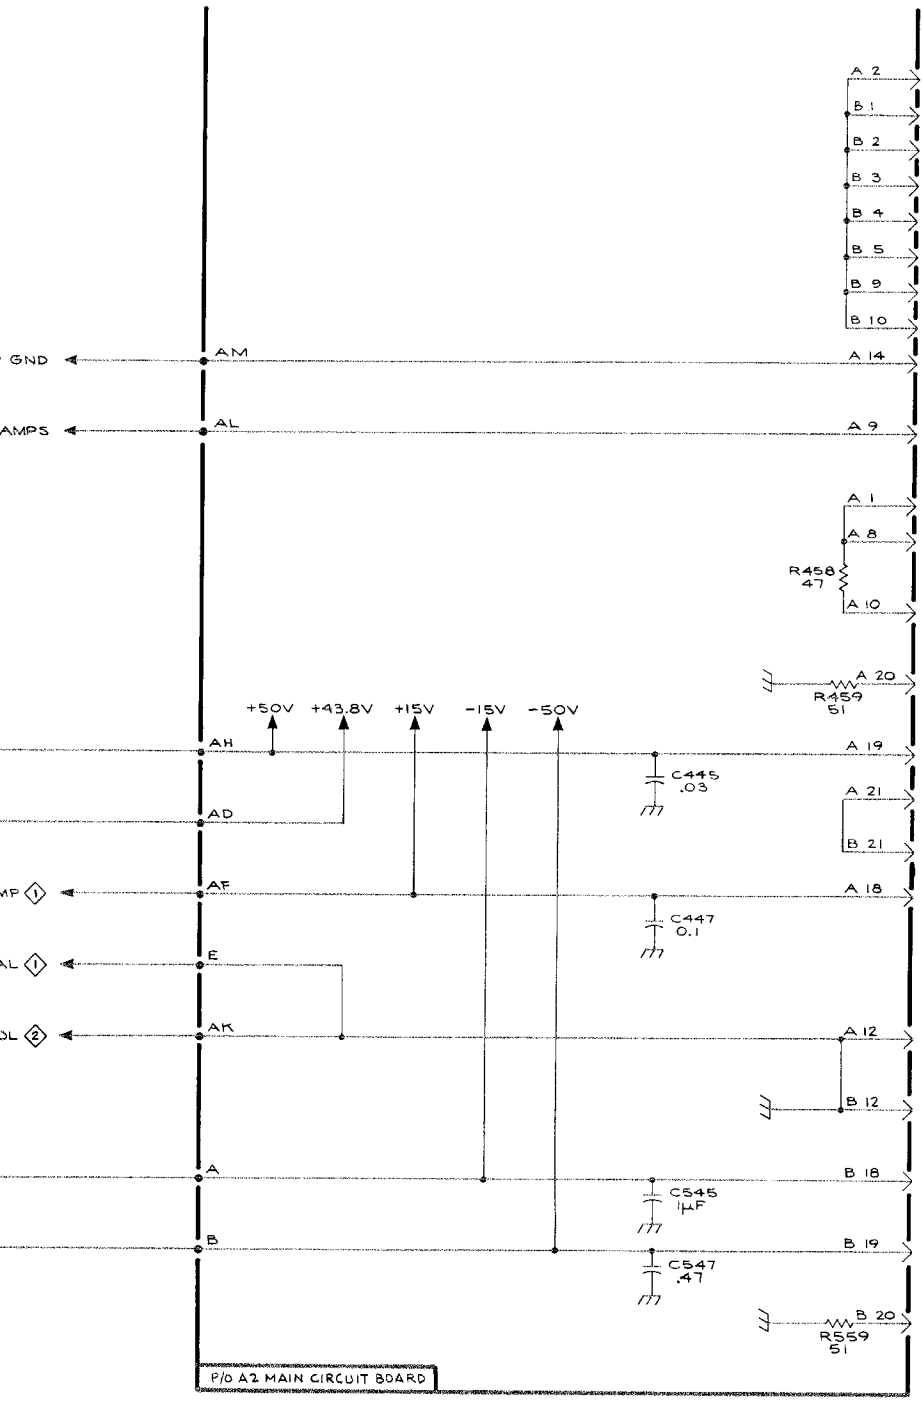 A 2
B 1
B 2
B 3
B 4
B 5
B 9
B 10
GND
AM
A 14
AMPS
AL
A 9
A 1
A 8
R458
47
A 10
A 20
R459
51
+50V +43.8V +15V -15V -50V
AH
A 19
C445
.03
A 21
AD
B 21
MP 1
AF
A 18
C447
0.1
AL 1
E
OL 2
AK
A 12
B 12
A
B 18
C545
1µF
B
B 19
C547
.47
B 20
R559
51
P/O A2 MAIN CIRCUIT BOARD